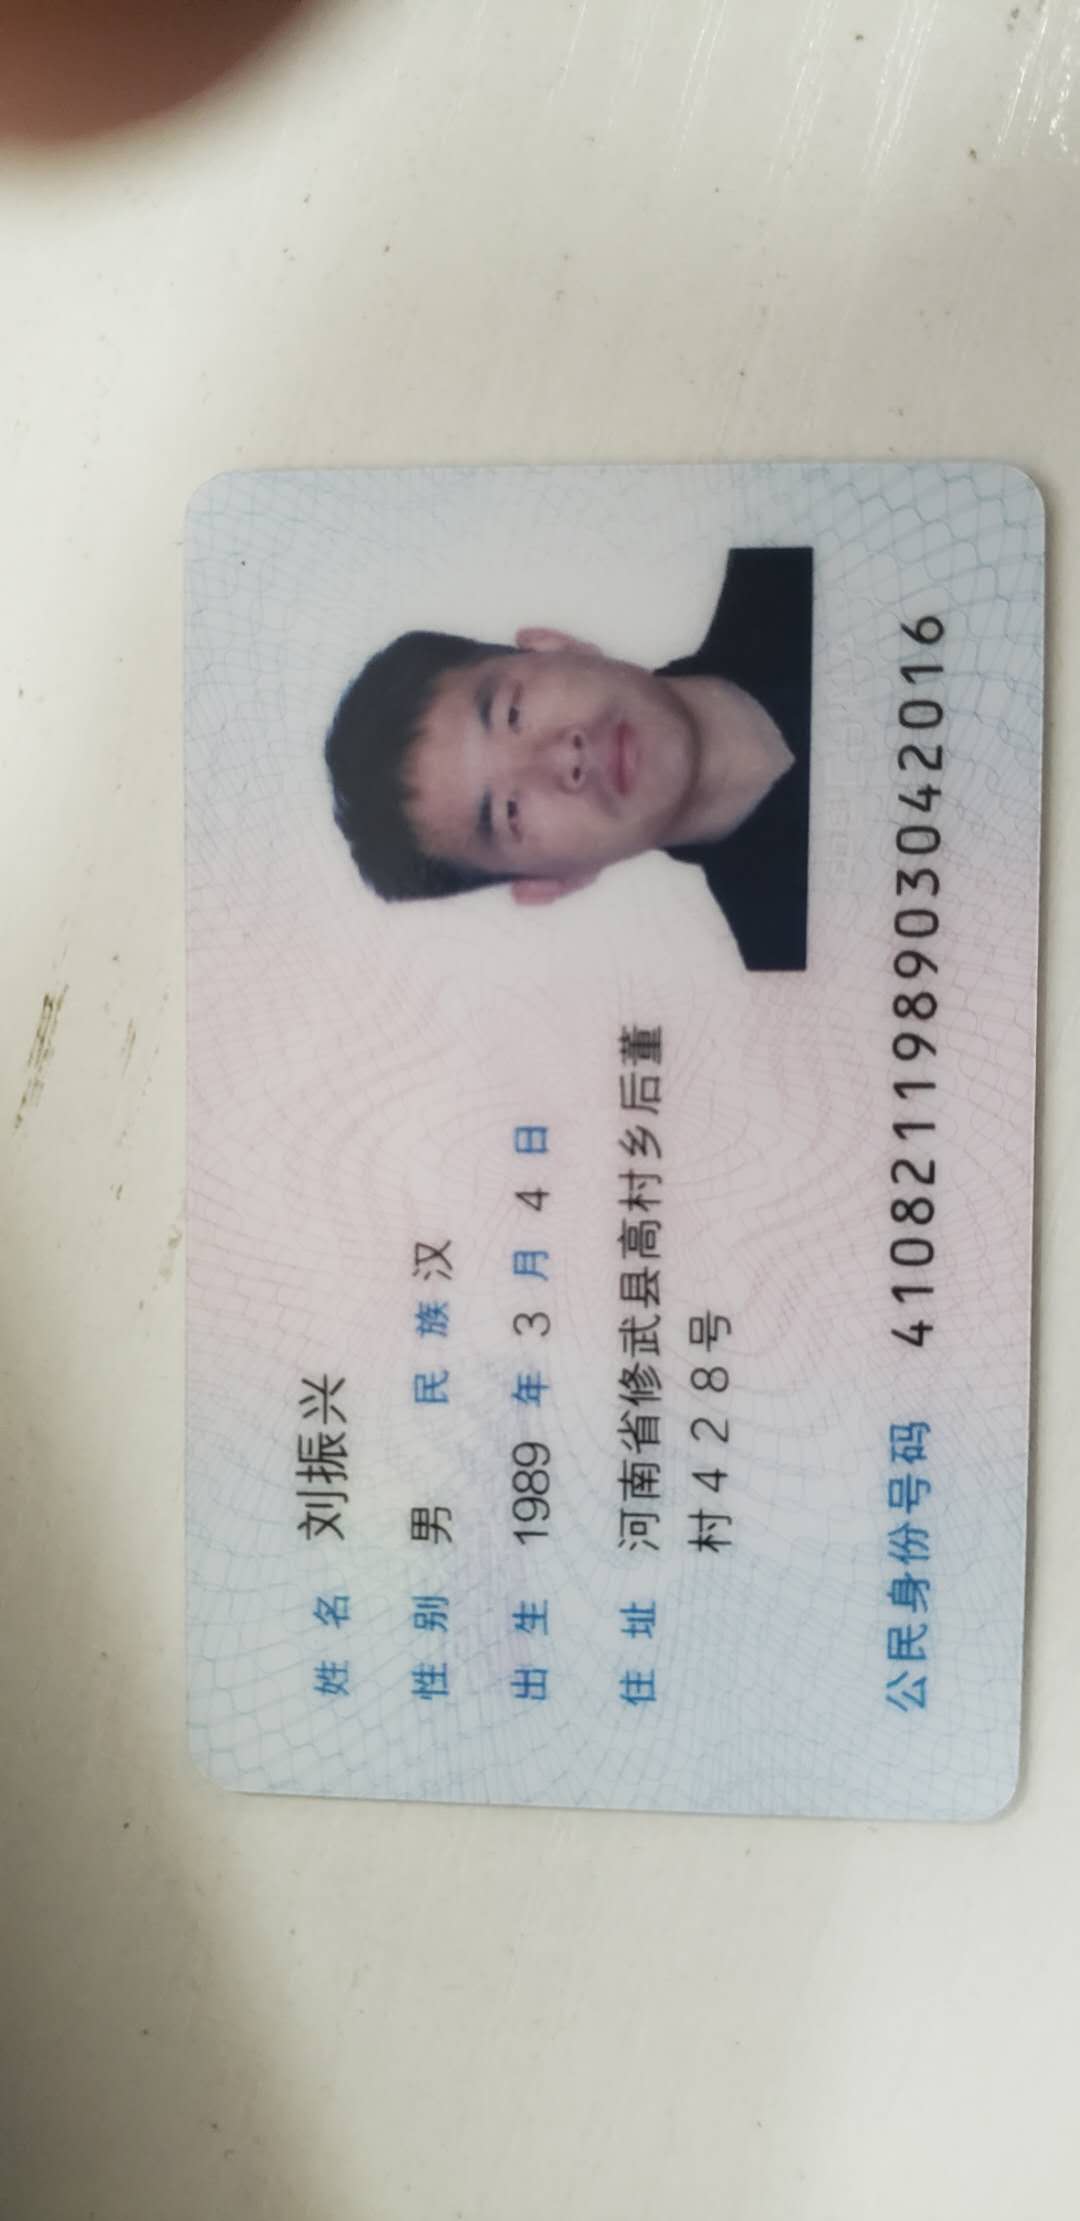 姓名 刘振兴
性别 男 民族 汉
出生 1989 年 3 月 4 日
住址 河南省修武县高村乡后董
村428号
公民身份号码 410821198903042016